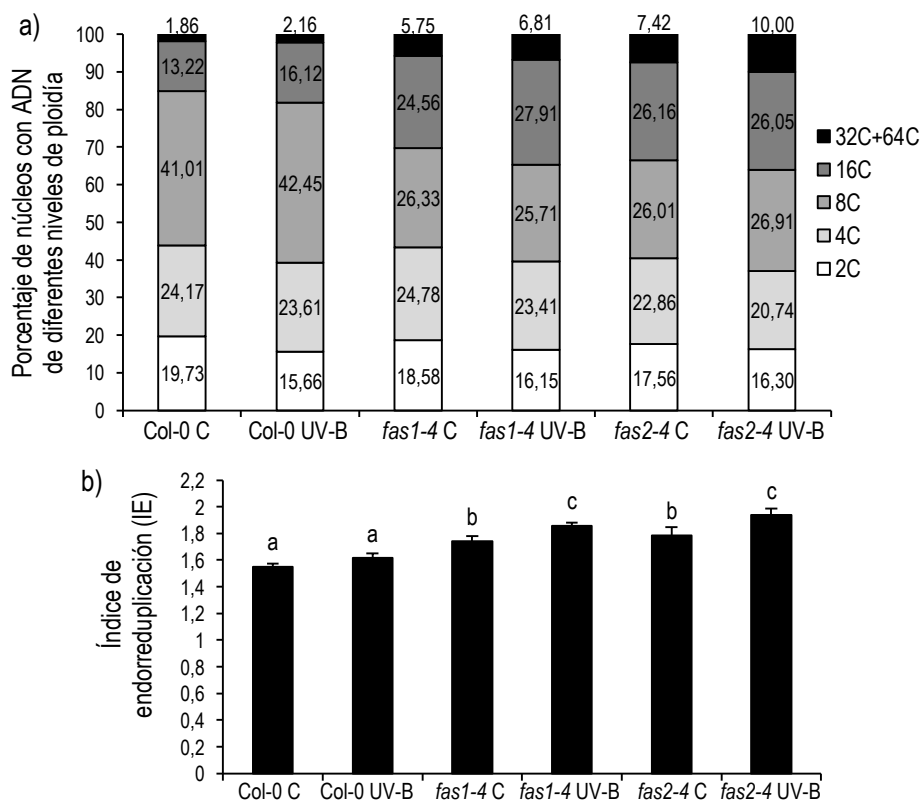 a)
Porcentaje de núcleos con ADN
de diferentes niveles de ploidía
100
90
80
70
60
50
40
30
20
10
0
1,86 2,16 5,75 6,81 7,42 10,00
13,22 16,12 24,56 27,91 26,16 26,05
41,01 42,45 26,33 25,71 26,01 26,91
24,17 23,61 24,78 23,41 22,86 20,74
19,73 15,66 18,58 16,15 17,56 16,30
Col-0 C Col-0 UV-B fas1-4 C fas1-4 UV-B fas2-4 C fas2-4 UV-B
32C+64C
16C
8C
4C
2C
b)
Índice de
endorreduplicación (IE)
2,2
2
1,8
1,6
1,4
1,2
1
0,8
0,6
0,4
0,2
0
a a b c b c
Col-0 C Col-0 UV-B fas1-4 C fas1-4 UV-B fas2-4 C fas2-4 UV-B